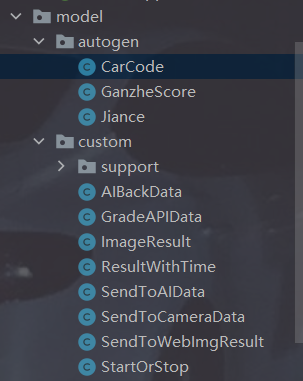 model
autogen
CarCode
GanzheScore
Jiance
custom
support
AIBackData
GradeAPIData
ImageResult
ResultWithTime
SendToAIData
SendToCameraData
SendToWebImgResult
StartOrStop